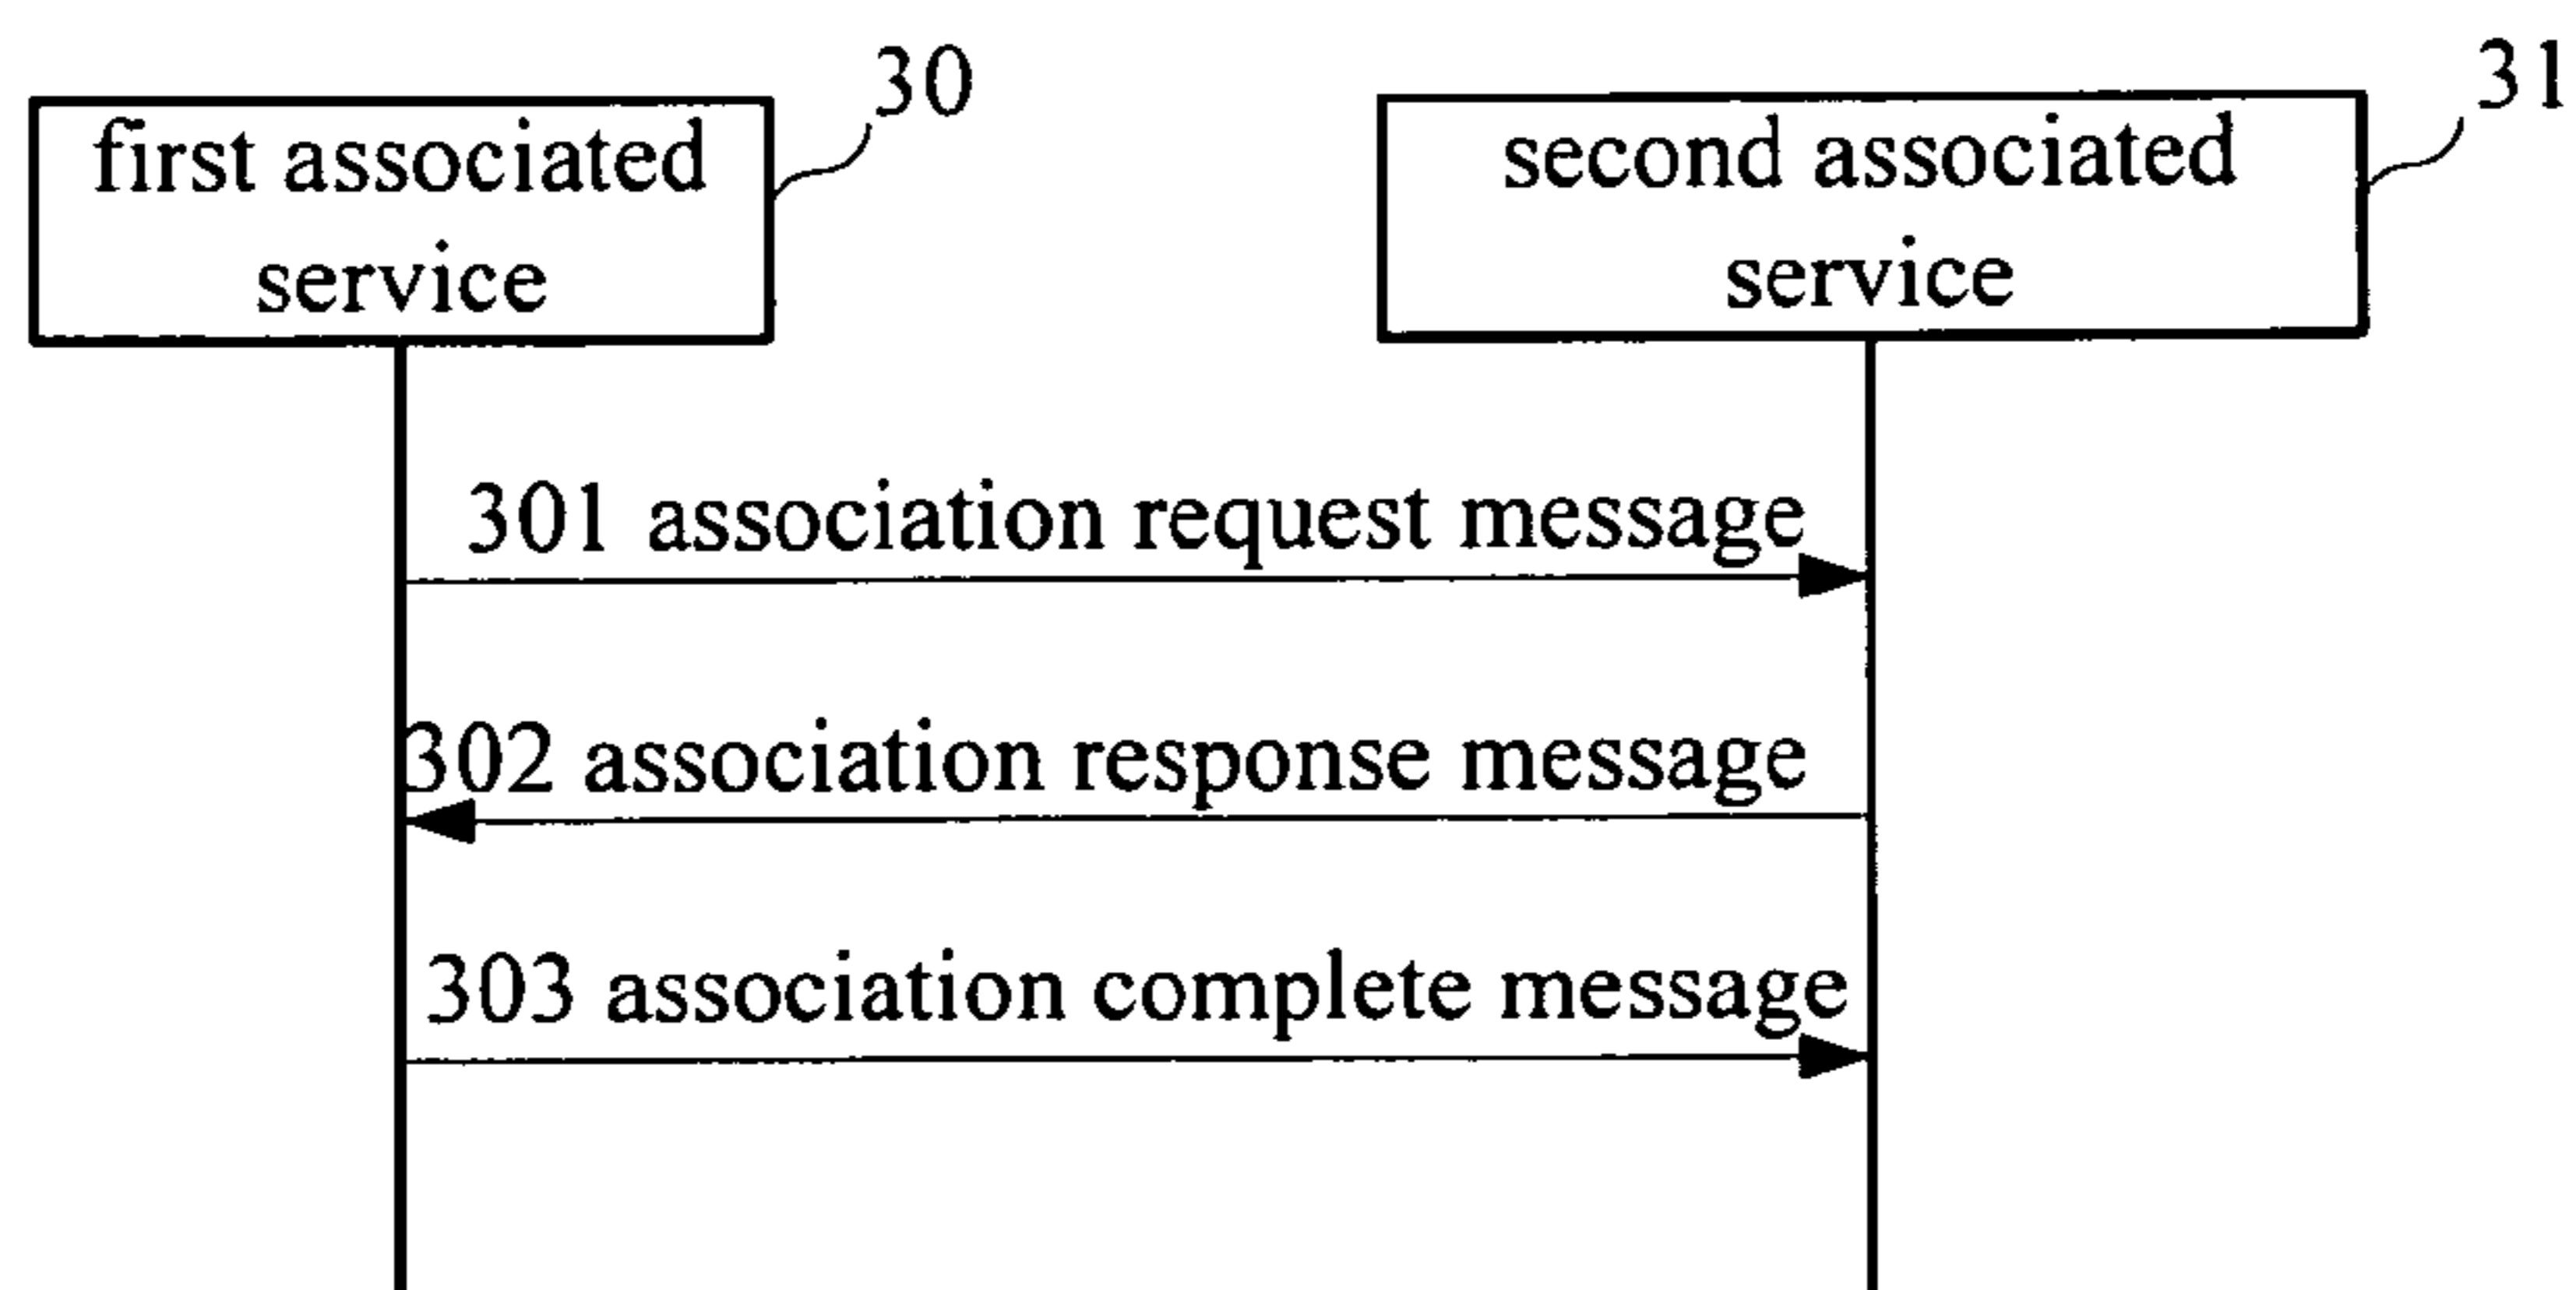 30
first associated
service
31
second associated
service
301 association request message
302 association response message
303 association complete message